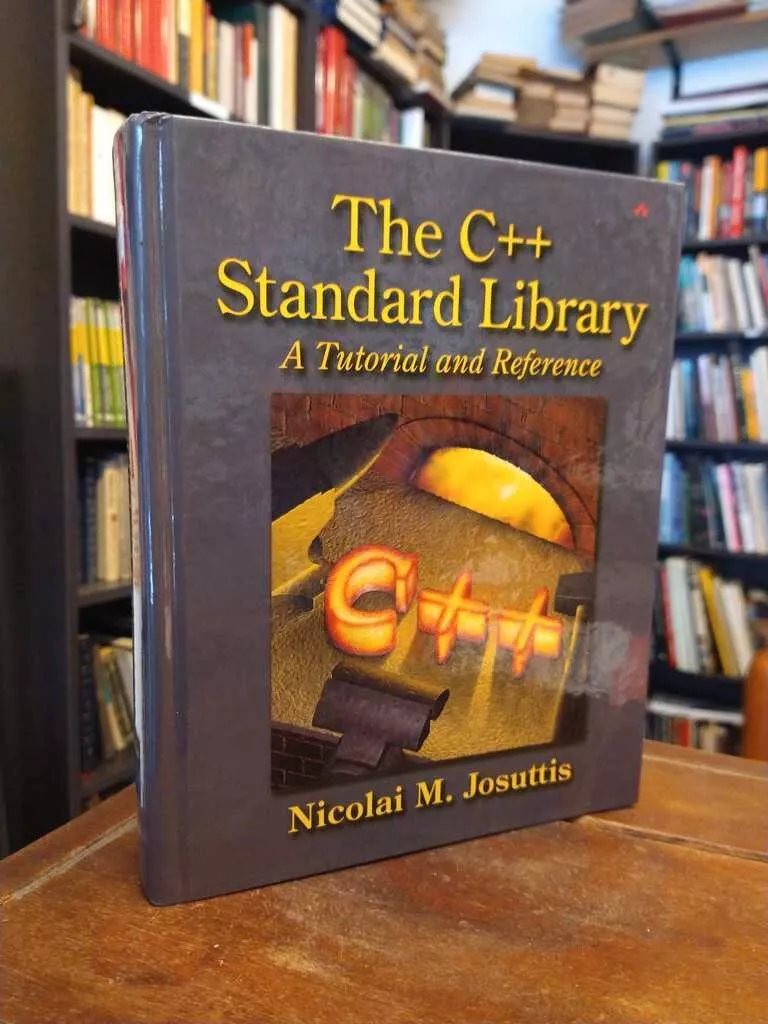 The C++
Standard Library
A Tutorial and Reference
C++
Nicolai M. Josuttis